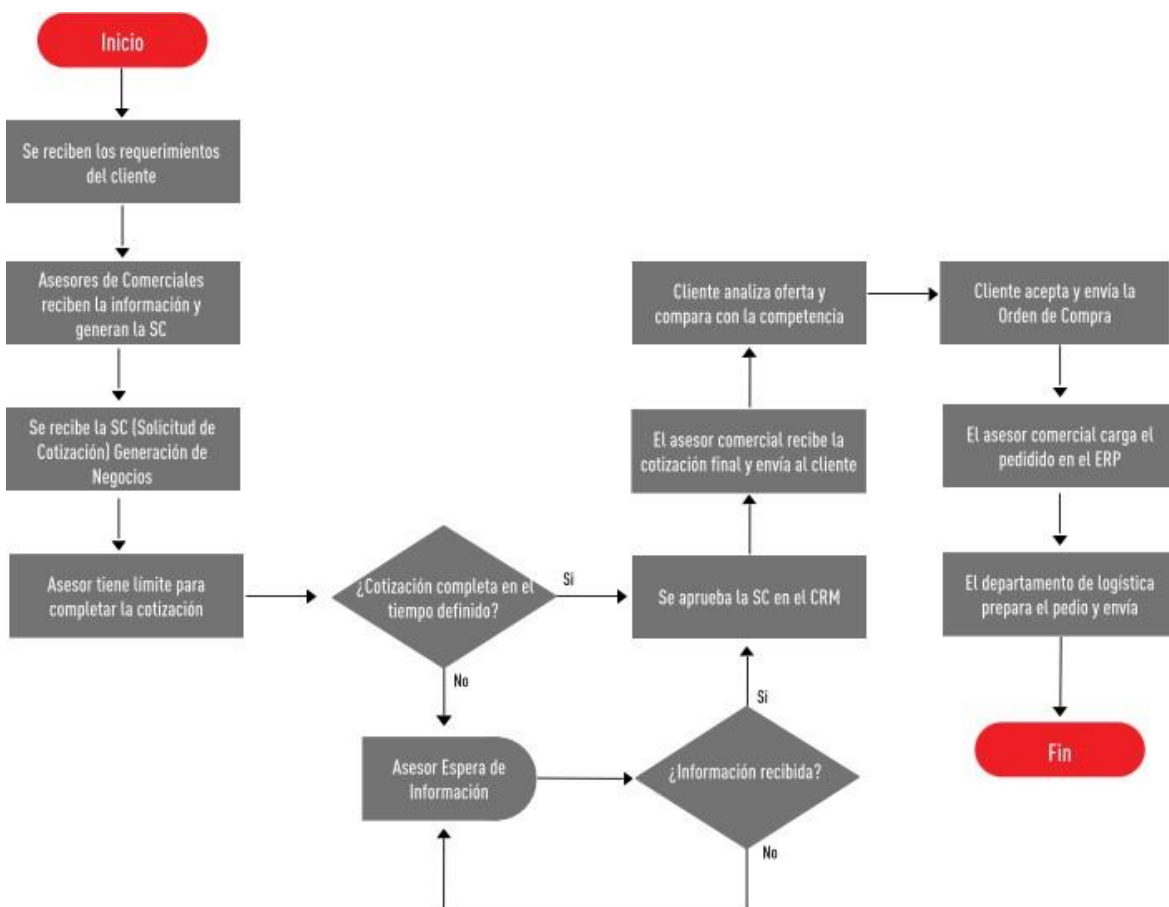 Inicio
Se reciben los requerimientos
del cliente
Asesores de Comerciales
reciben la información y
generan la SC
Se recibe la SC (Solicitud de
Cotización) Generación de
Negocios
Asesor tiene límite para
completar la cotización
¿Cotización completa en el
tiempo definido?
Si
No
Asesor Espera de
Información
¿Información recibida?
Si
No
Se aprueba la SC en el CRM
El asesor comercial recibe la
cotización final y envía al cliente
Cliente analiza oferta y
compara con la competencia
Cliente acepta y envía la
Orden de Compra
El asesor comercial carga el
pedidido en el ERP
El departamento de logística
prepara el pedio y envía
Fin